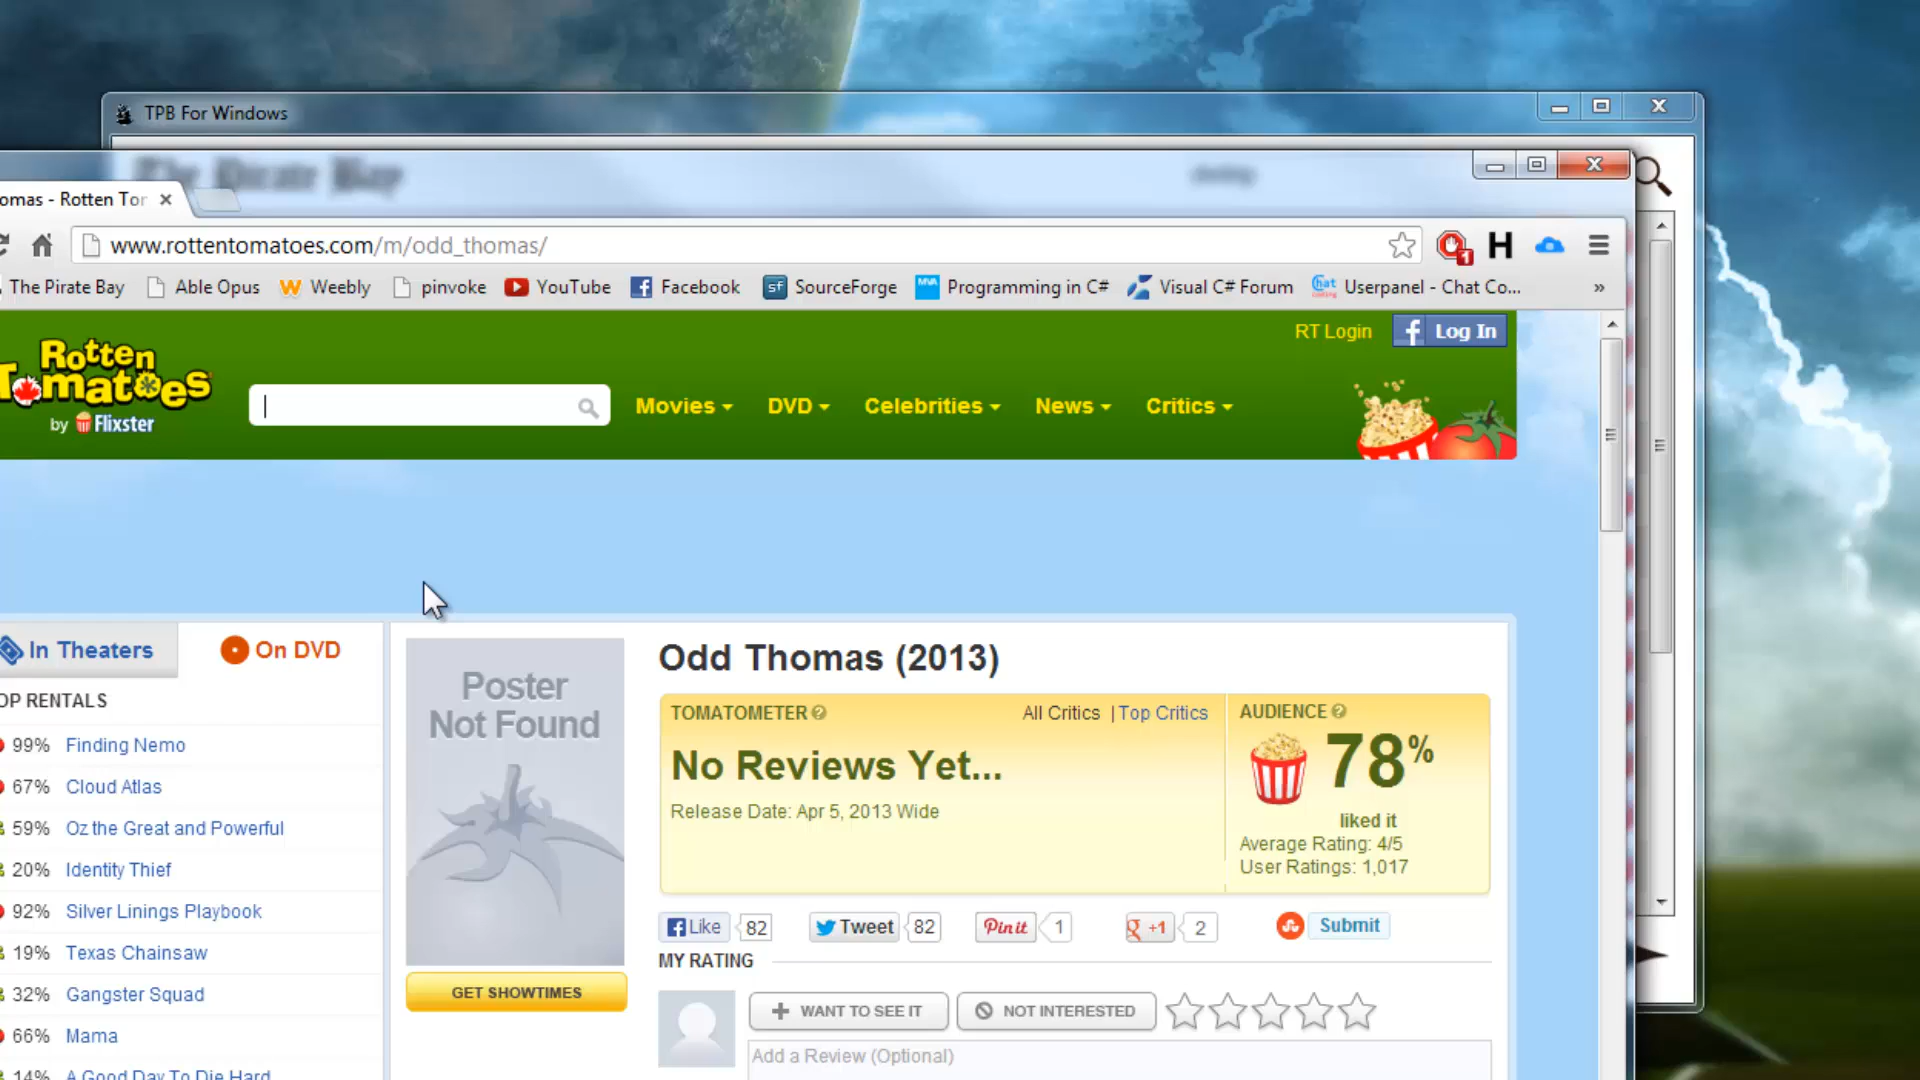 TPB For Windows
The Pirate Bay
omas - Rotten Tor
www.rottentomatoes.com/m/odd_thomas/
The Pirate Bay
Able Opus
Weebly
pinvoke
YouTube
Facebook
SourceForge
Programming in C#
Visual C# Forum
Userpanel - Chat Co...
»
RT Login
Log In
Rotten
Tomatoes
by Flixster
Movies
DVD
Celebrities
News
Critics
In Theaters
On DVD
OP RENTALS
99% Finding Nemo
67% Cloud Atlas
59% Oz the Great and Powerful
20% Identity Thief
92% Silver Linings Playbook
19% Texas Chainsaw
32% Gangster Squad
66% Mama
14% A Good Day To Die Hard
Poster
Not Found
GET SHOWTIMES
Odd Thomas (2013)
TOMATOMETER ?
All Critics | Top Critics
No Reviews Yet...
Release Date: Apr 5, 2013 Wide
AUDIENCE ?
78%
liked it
Average Rating: 4/5
User Ratings: 1,017
Like 82
Tweet 82
Pin it 1
+1 2
Submit
MY RATING
+ WANT TO SEE IT
NOT INTERESTED
Add a Review (Optional)